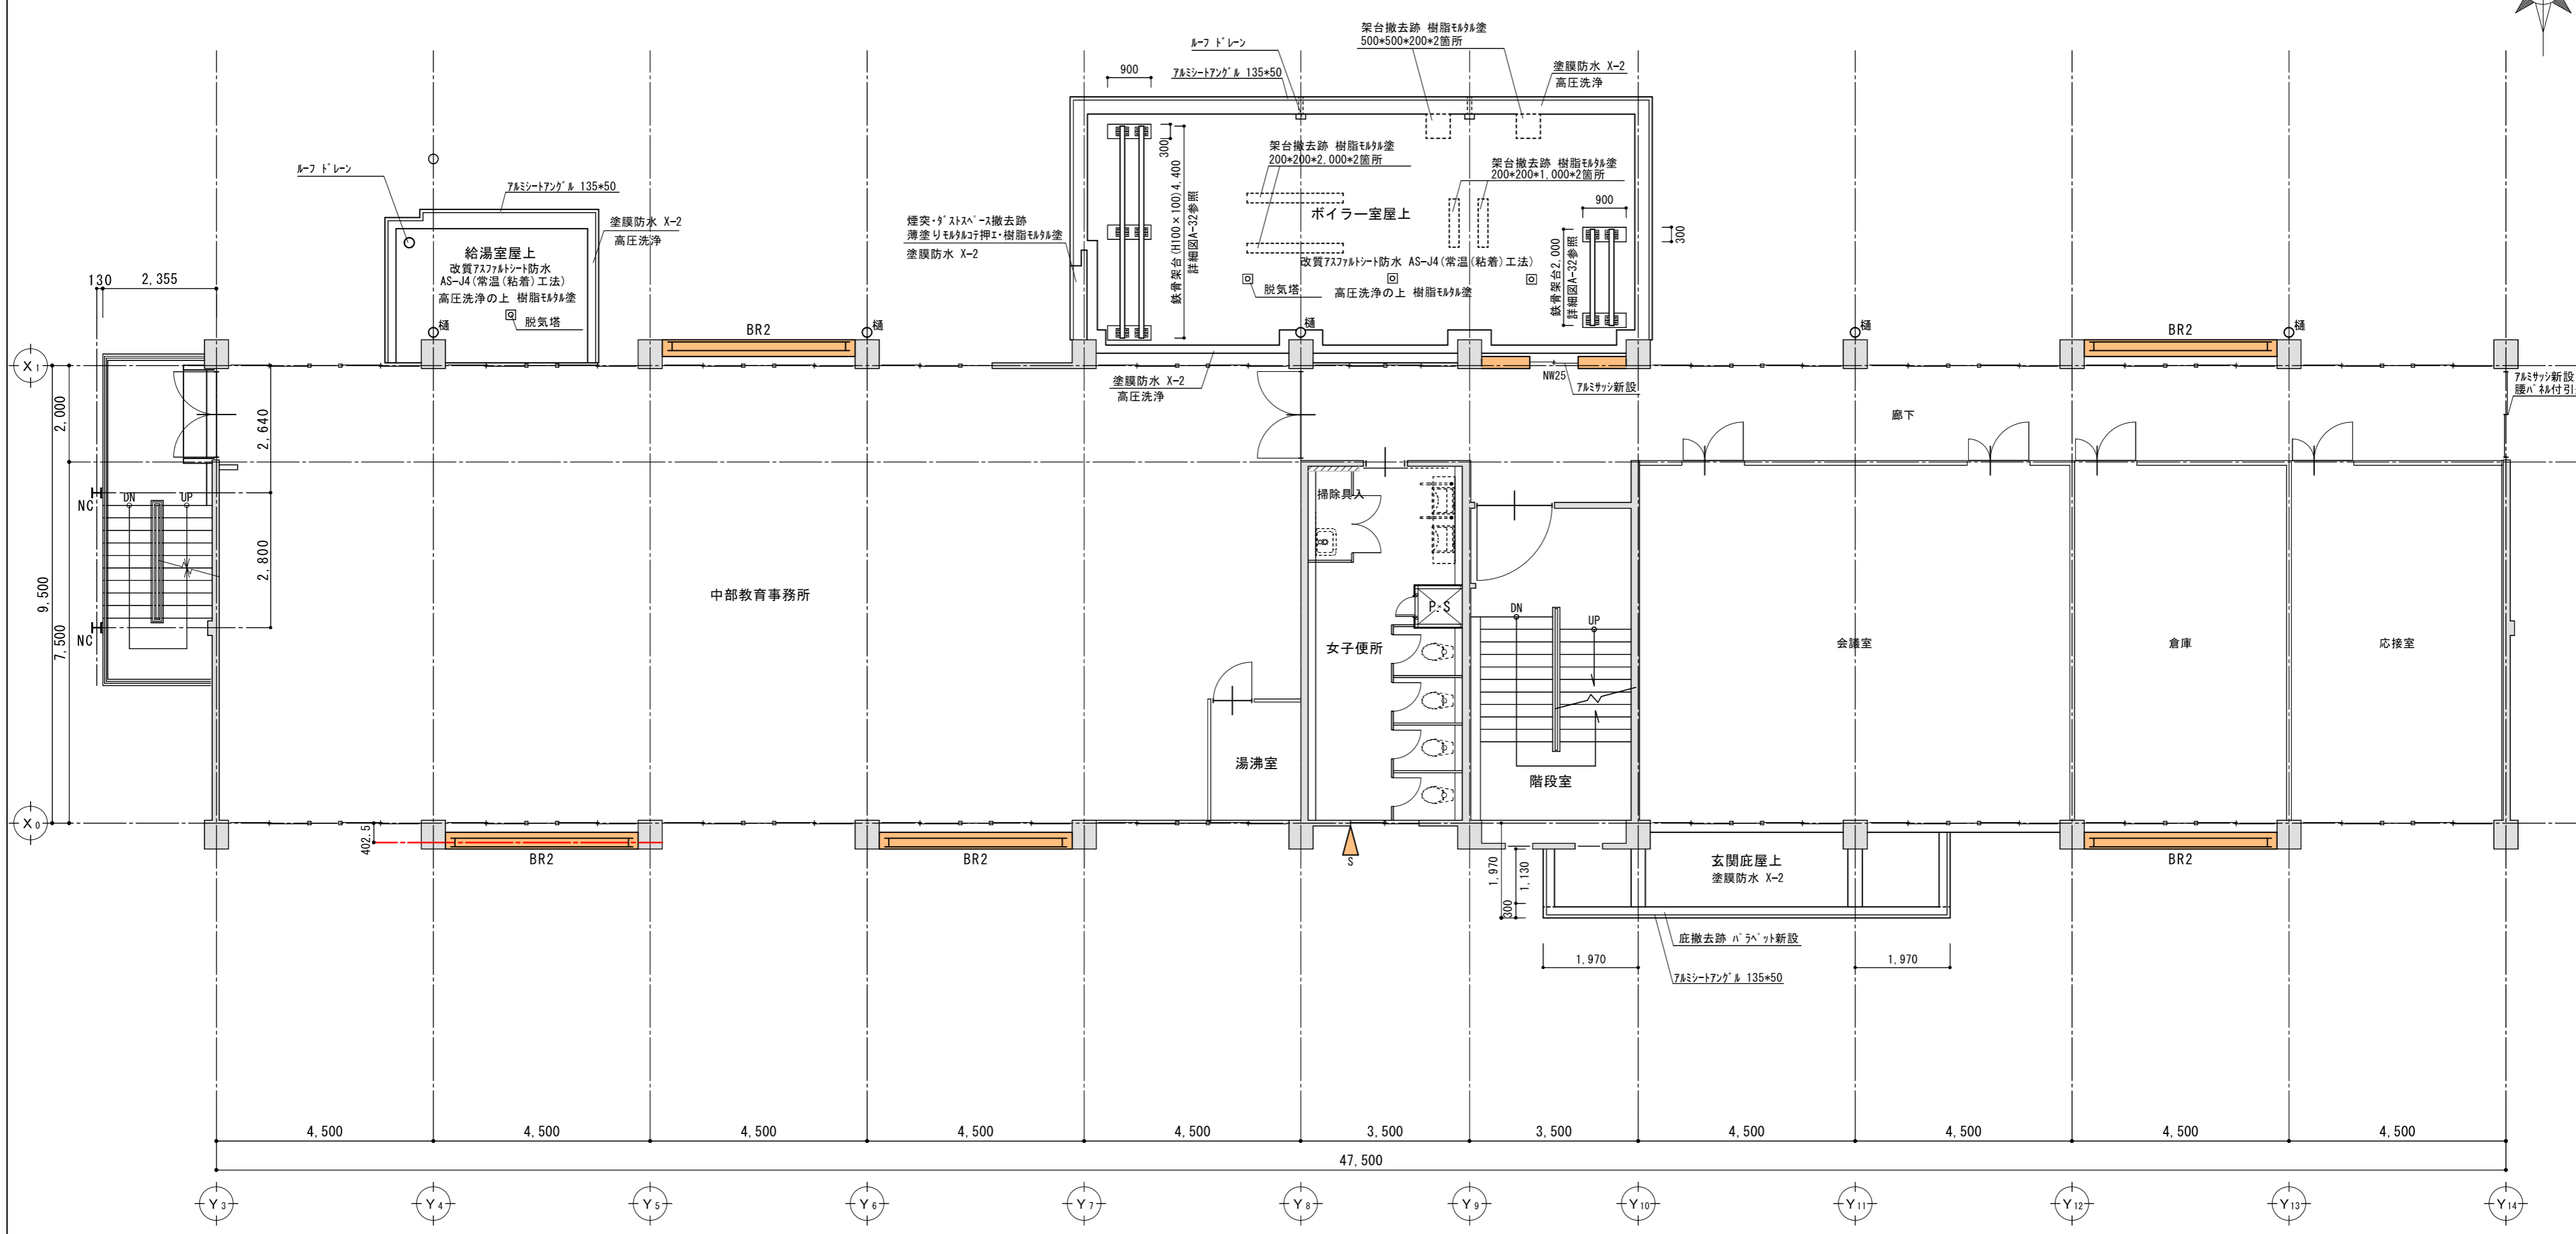 架台撤去跡 樹脂ﾓﾙﾀﾙ塗
500*500*200*2箇所
ﾙｰﾌ ﾄﾞﾚｰﾝ
ｱﾙﾐｼｰﾄｱﾝｸﾞﾙ 135*50
900
塗膜防水 X-2
高圧洗浄
300
鉄骨架台(H100×100)4,400
詳細図A-32参照
架台撤去跡 樹脂ﾓﾙﾀﾙ塗
200*200*2,000*2箇所
架台撤去跡 樹脂ﾓﾙﾀﾙ塗
200*200*1,000*2箇所
ボイラー室屋上
900
300
鉄骨架台2,000
詳細図A-32参照
改質ｱｽﾌｧﾙﾄｼｰﾄ防水 AS-J4(常温(粘着)工法)
脱気塔
高圧洗浄の上 樹脂ﾓﾙﾀﾙ塗
煙突・ﾀﾞｽﾄｽﾍﾟｰｽ撤去跡
薄塗りﾓﾙﾀﾙｺﾃ押ｴ・樹脂ﾓﾙﾀﾙ塗
塗膜防水 X-2
ﾙｰﾌ ﾄﾞﾚｰﾝ
ｱﾙﾐｼｰﾄｱﾝｸﾞﾙ 135*50
塗膜防水 X-2
高圧洗浄
給湯室屋上
改質ｱｽﾌｧﾙﾄｼｰﾄ防水
AS-J4(常温(粘着)工法)
高圧洗浄の上 樹脂ﾓﾙﾀﾙ塗
脱気塔
130
2,355
樋
BR2
樋
樋
樋
BR2
樋
X1
塗膜防水 X-2
高圧洗浄
NW25
ｱﾙﾐｻｯｼ新設
ｱﾙﾐｻｯｼ新設
腰ﾊﾟﾈﾙ付引
廊下
2,000
2,640
9,500
7,500
2,800
NC
DN
UP
NC
中部教育事務所
掃除具入
P.S
女子便所
湯沸室
DN
UP
階段室
会議室
倉庫
応接室
X0
402.5
BR2
BR2
S
BR2
1,970
1,130
300
玄関庇屋上
塗膜防水 X-2
庇撤去跡 ﾊﾟﾗﾍﾟｯﾄ新設
1,970
1,970
ｱﾙﾐｼｰﾄｱﾝｸﾞﾙ 135*50
4,500
4,500
4,500
4,500
4,500
3,500
3,500
4,500
4,500
4,500
4,500
47,500
Y3
Y4
Y5
Y6
Y7
Y8
Y9
Y10
Y11
Y12
Y13
Y14